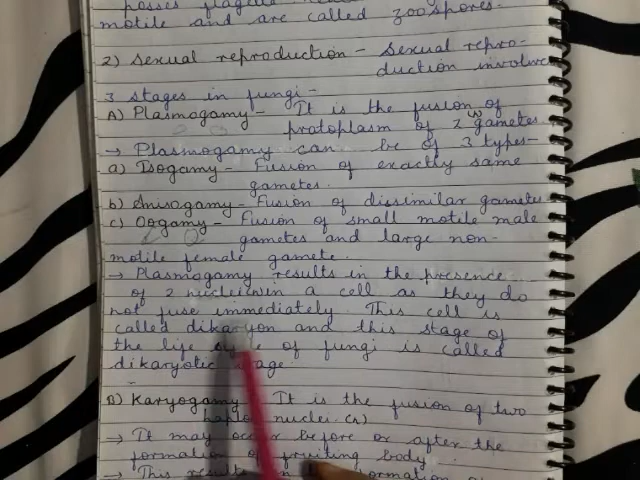 posses flagella
motile and are called zoospores.
2) Sexual reproduction - Sexual repro-
duction involve
3 stages in fungi -
A) Plasmogamy - It is the fusion of
protoplasm of 2 (n) gametes
→ Plasmogamy can be of 3 types-
a) Isogamy - Fusion of exactly same
gametes.
b) Anisogamy - Fusion of dissimilar gamete
c) Oogamy - Fusion of small motile male
gametes and large non-
motile female gamete.
→ Plasmogamy results in the presence
of 2 nuclei (n) in a cell as they do
not fuse immediately. This cell is
called dikaryon and this stage of
the life of fungi is called
dikaryotic
B) Karyogamy It is the fusion of two
nuclei (n)
→ It may before or after the
formation of fruiting body
→ This results